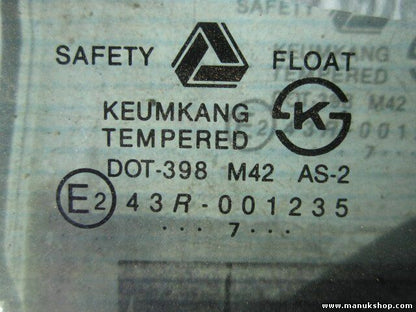 SAFETY FLOAT
KEUMKANG K
TEMPERED
DOT-398 M42 AS-2
E2 43R-001235
··· 7 ···
www.manukshop.com